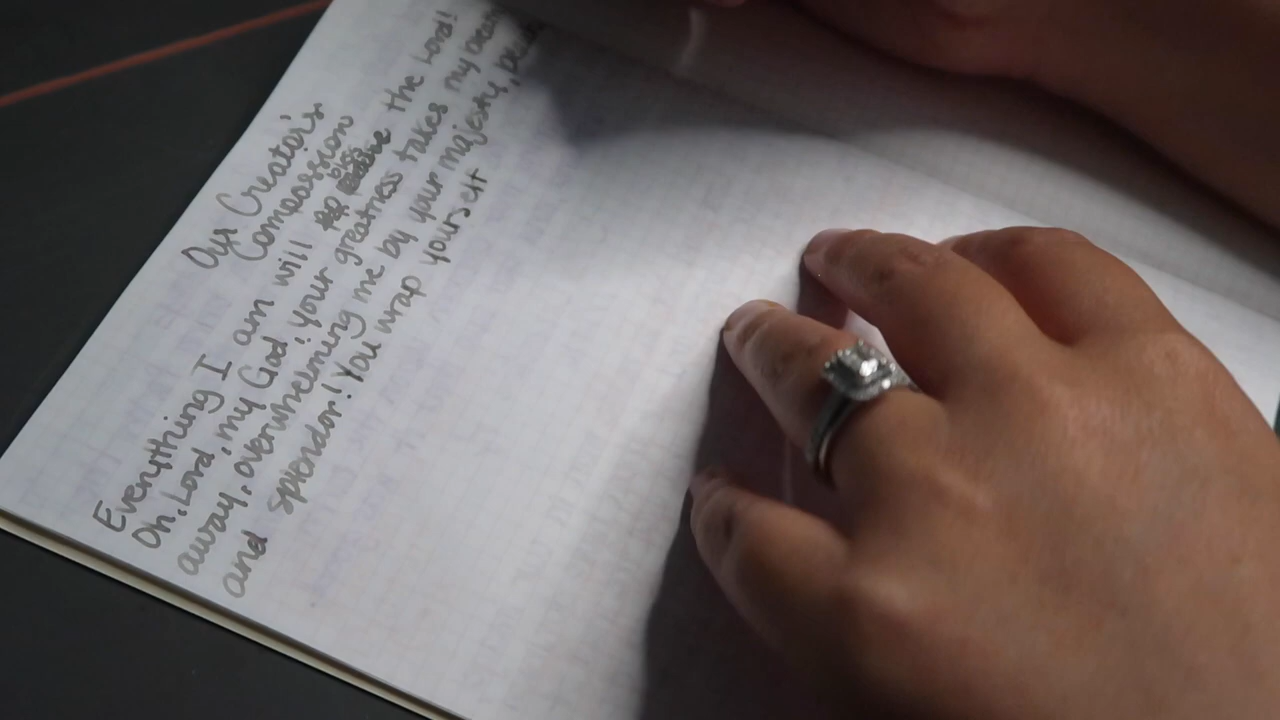 Our Creator's
Compassion
Everything I am will bless the Lord!
Oh, Lord, my God, your greatness takes my
away, overwhelming me by your majesty,
and splendor! You wrap yourself